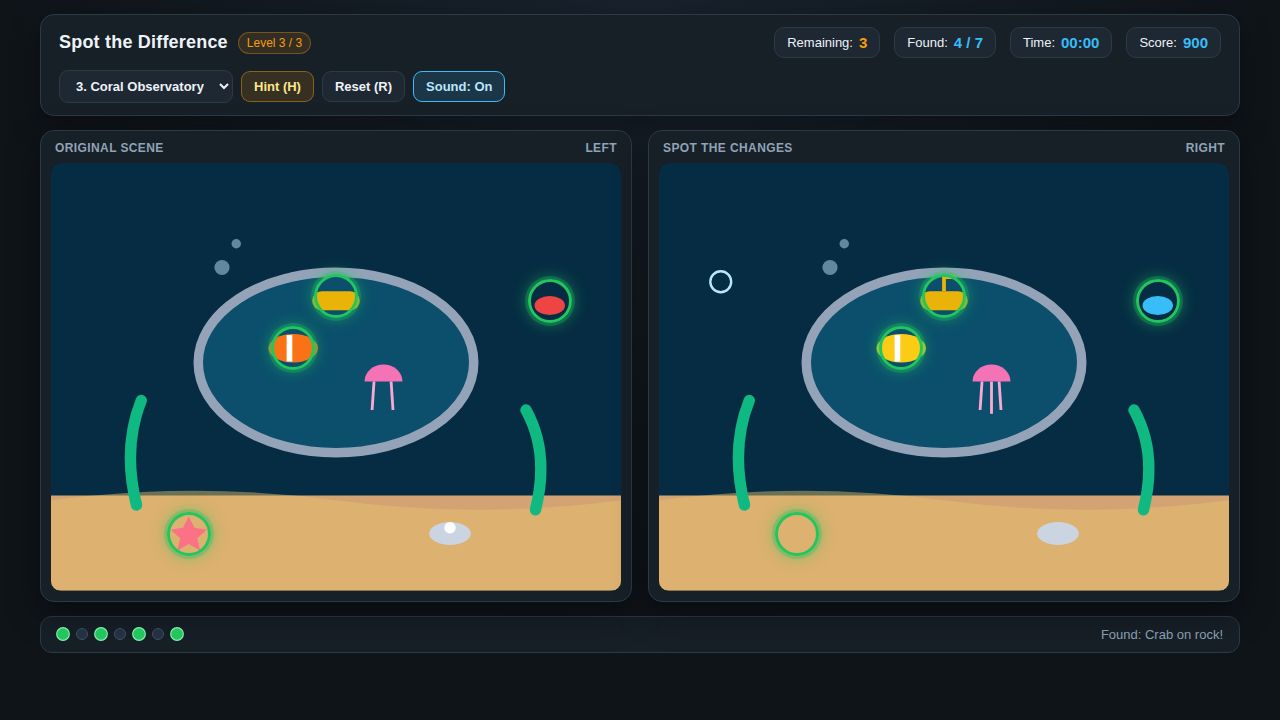 Spot the Difference Level 3 / 3
Remaining: 3 Found: 4 / 7 Time: 00:00 Score: 900
3. Coral Observatory Hint (H) Reset (R) Sound: On
ORIGINAL SCENE LEFT
SPOT THE CHANGES RIGHT
Found: Crab on rock!